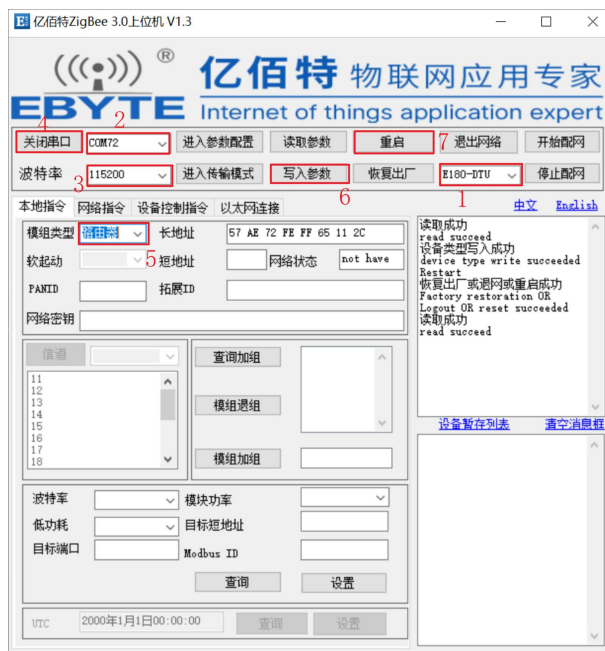 亿佰特ZigBee 3.0上位机 V1.3
EBYTE ® 亿佰特 物联网应用专家
Internet of things application expert
4 2
关闭串口 COM72 进入参数配置 读取参数 重启 7 退出网络 开始配网
波特率 3 115200 进入传输模式 写入参数 恢复出厂 E180-DTU 停止配网
6 1
本地指令 网络指令 设备控制指令 以太网连接 中文 English
模组类型 路由器 长地址 57 AE 72 FE FF 65 11 2C
5
软起动 短地址 网络状态 not have
PANID 拓展ID
网络密钥
读取成功
read succeed
设备类型写入成功
device type write succeeded
Restart
恢复出厂或退网或重启成功
Factory restoration OR
Logout OR reset succeeded
读取成功
read succeed
信道 查询加组
11
12
13
14
15
16
17
18
模组退组
模组加组
设备暂存列表 清空消息框
波特率 模块功率
低功耗 目标短地址
目标端口 Modbus ID
查询 设置
UTC 2000年1月1日00:00:00 查询 设置